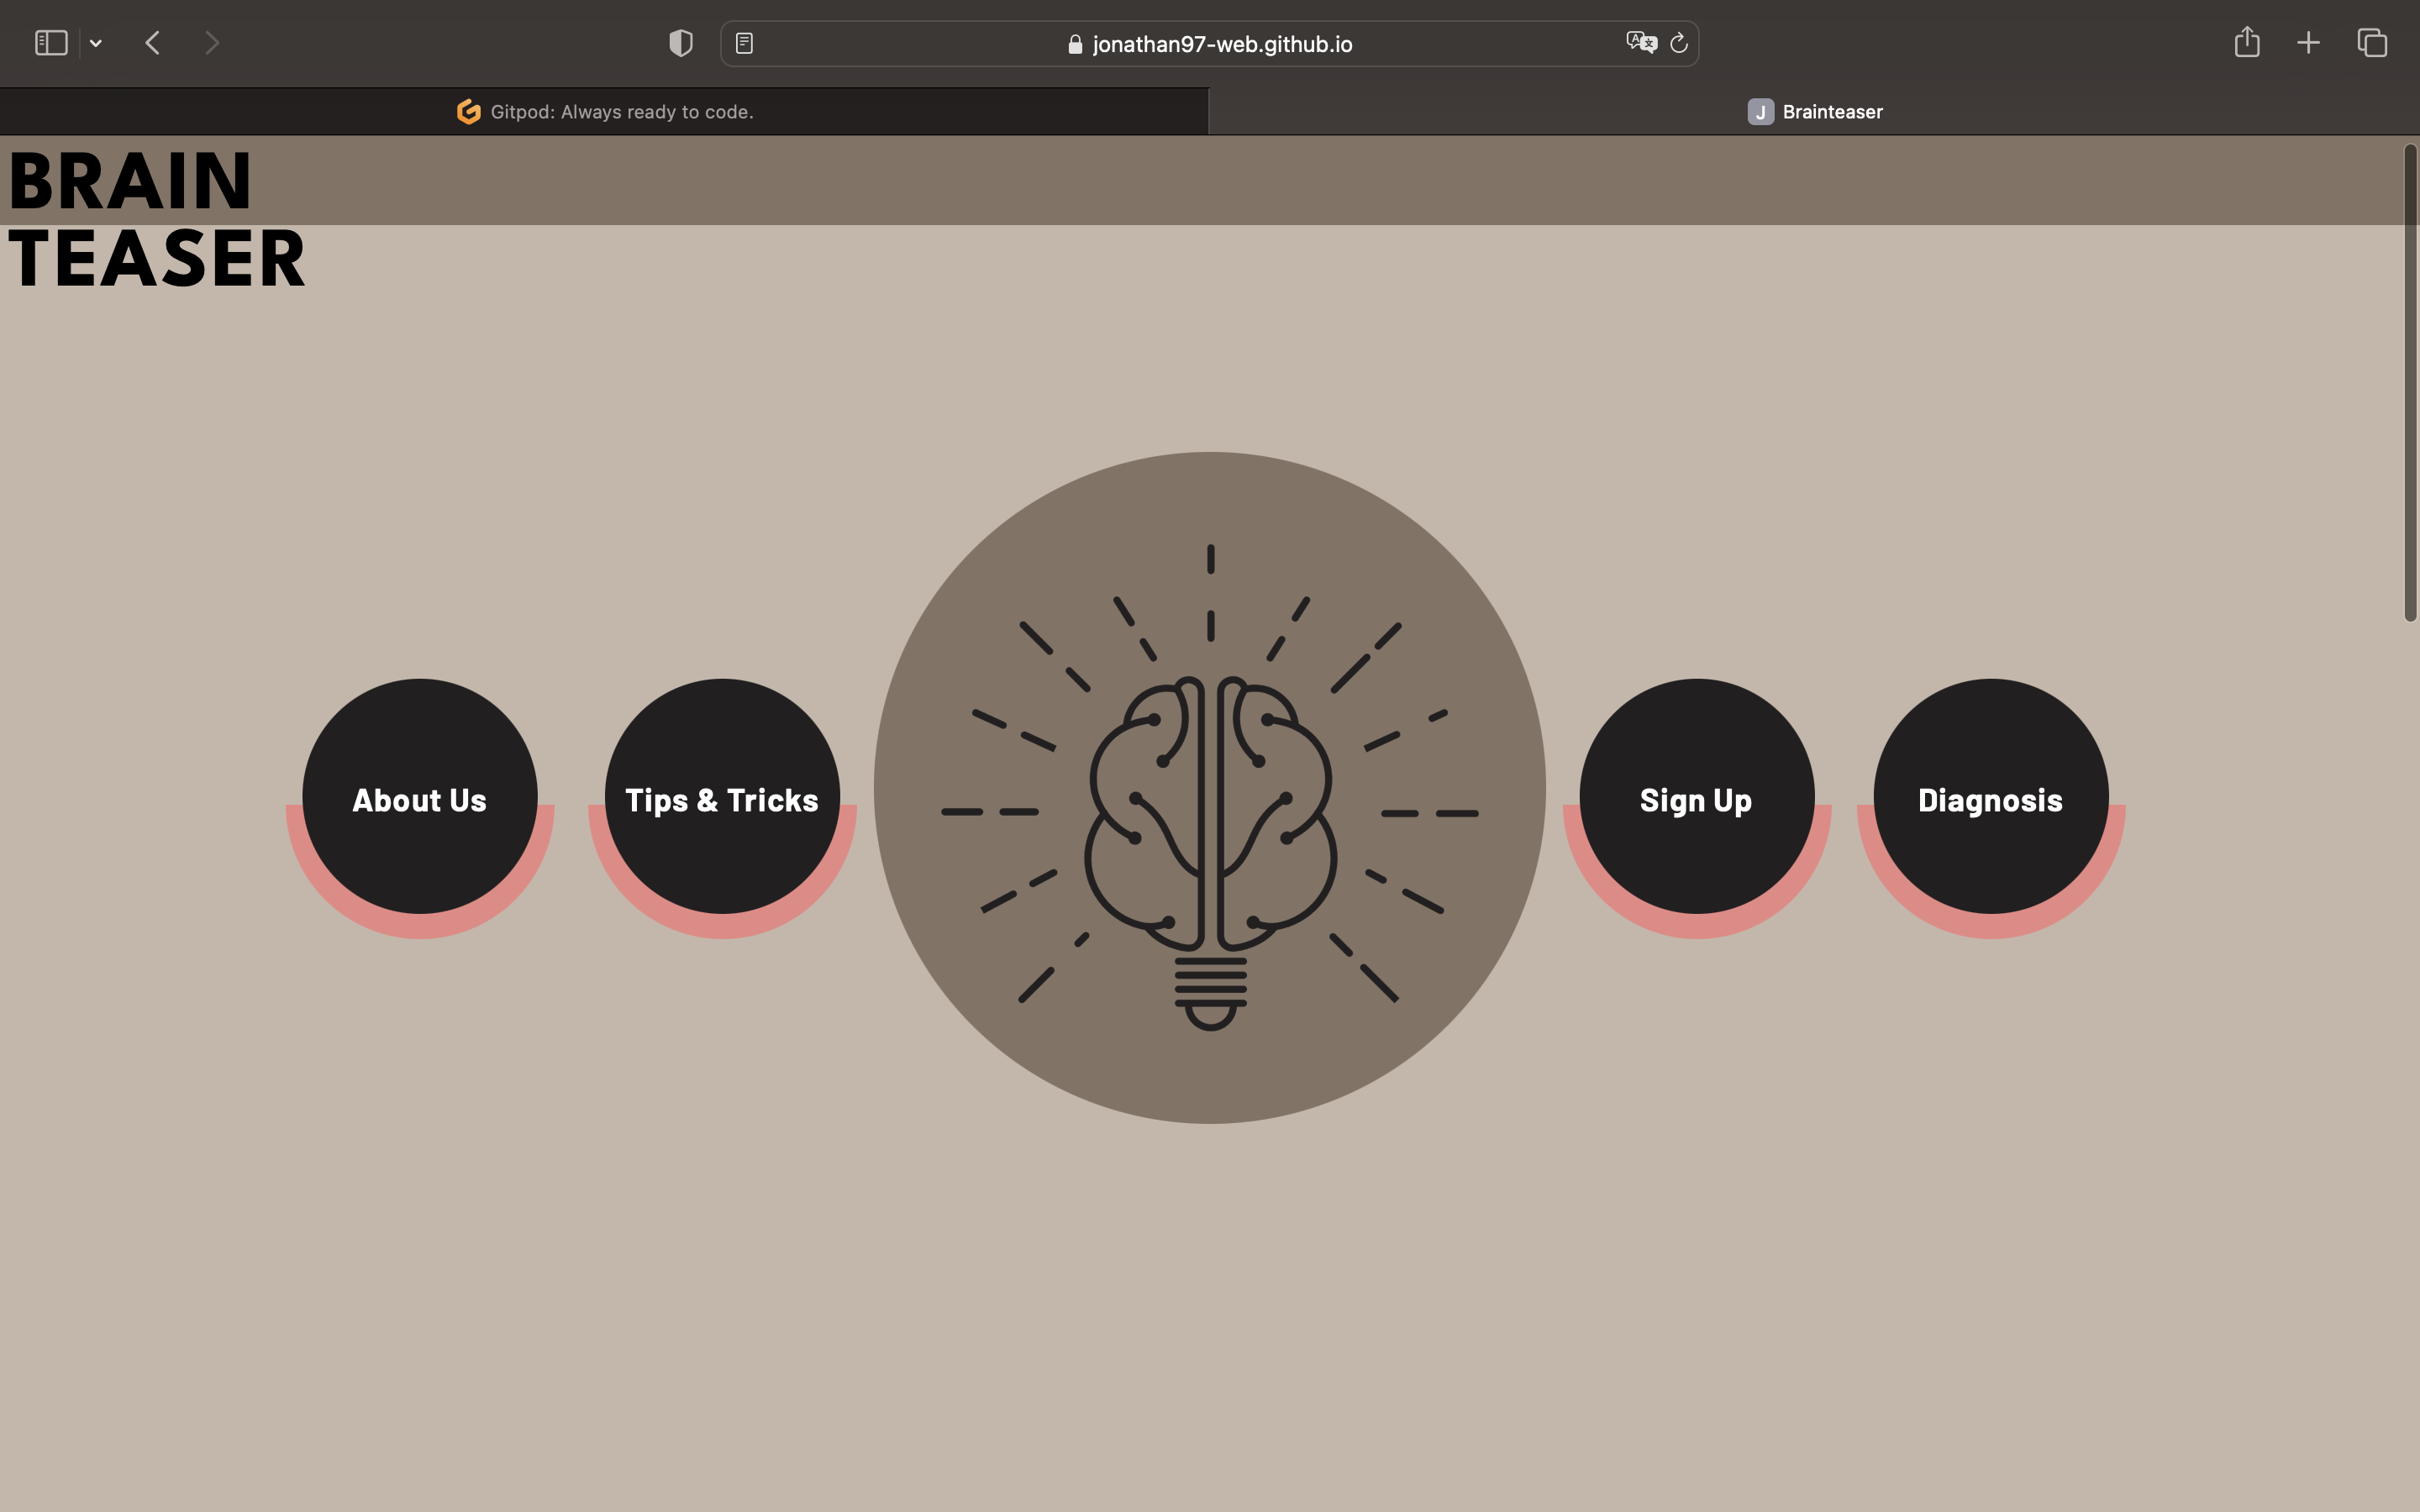 jonathan97-web.github.io
Gitpod: Always ready to code.
J Brainteaser
BRAIN
TEASER
About Us
Tips & Tricks
Sign Up
Diagnosis